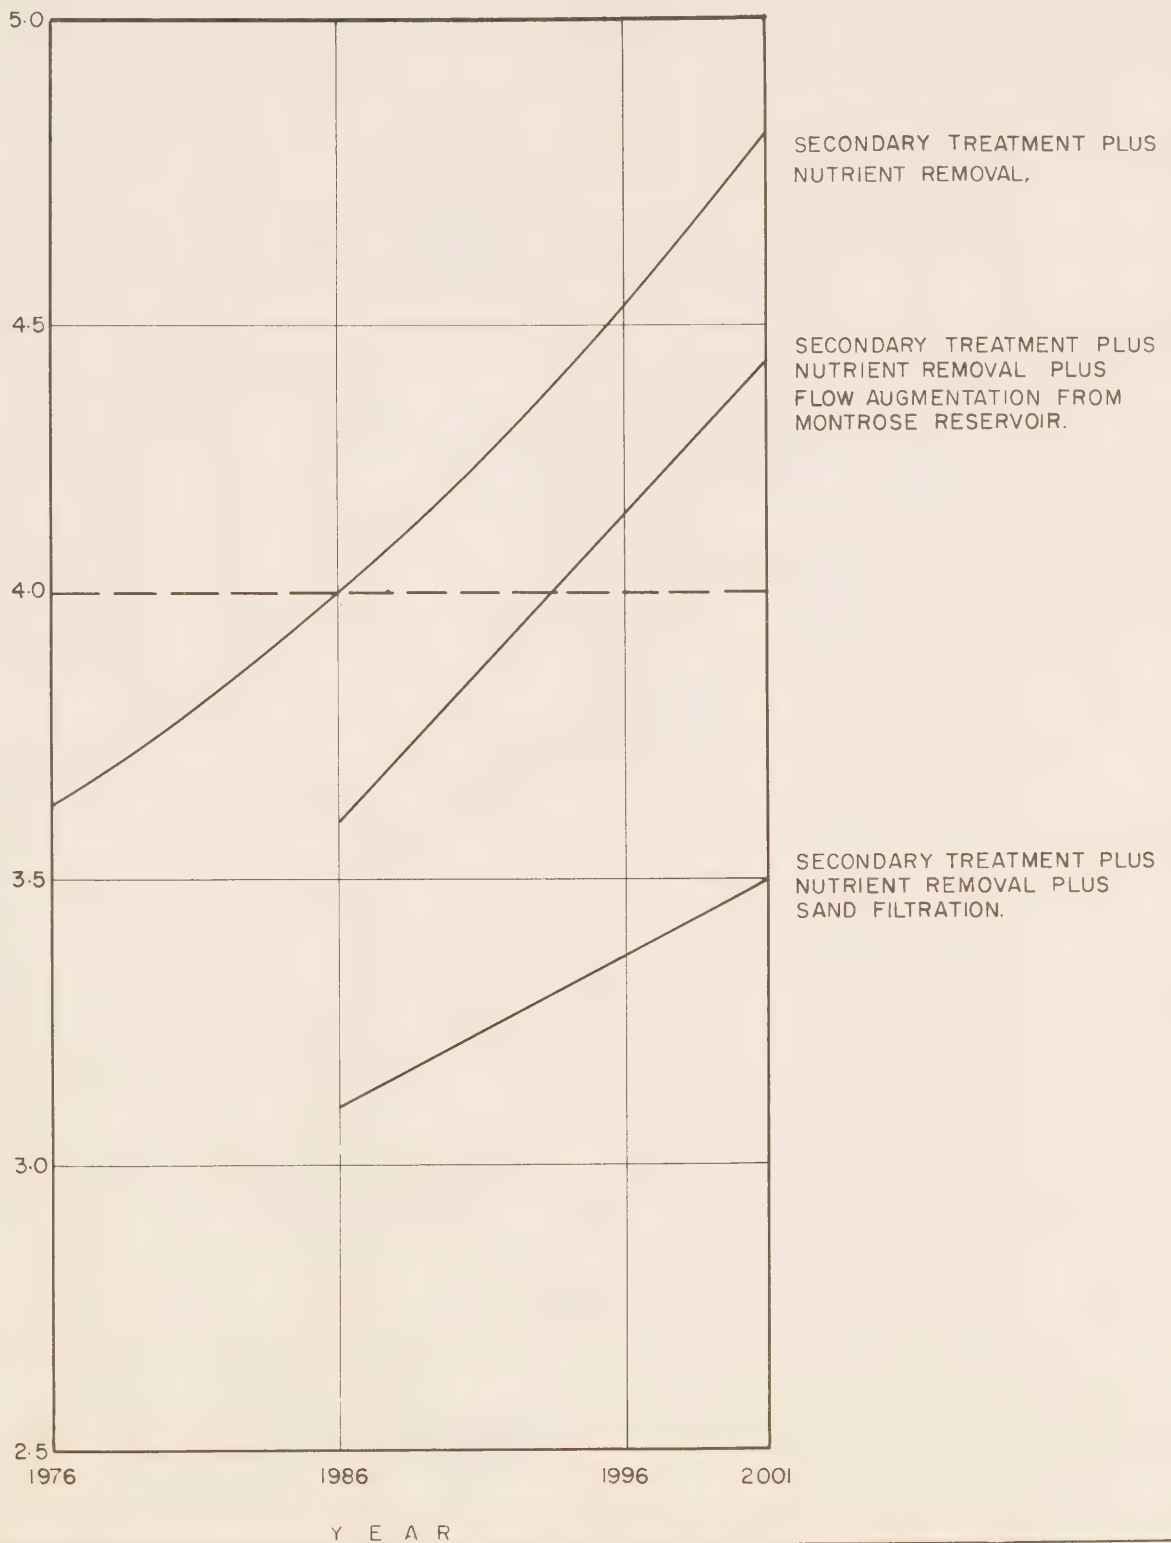 5.0
SECONDARY TREATMENT PLUS
NUTRIENT REMOVAL.
4.5
SECONDARY TREATMENT PLUS
NUTRIENT REMOVAL PLUS
FLOW AUGMENTATION FROM
MONTROSE RESERVOIR.
4.0
SECONDARY TREATMENT PLUS
NUTRIENT REMOVAL PLUS
SAND FILTRATION.
3.5
3.0
2.5
1976 1986 1996 2001
YEAR